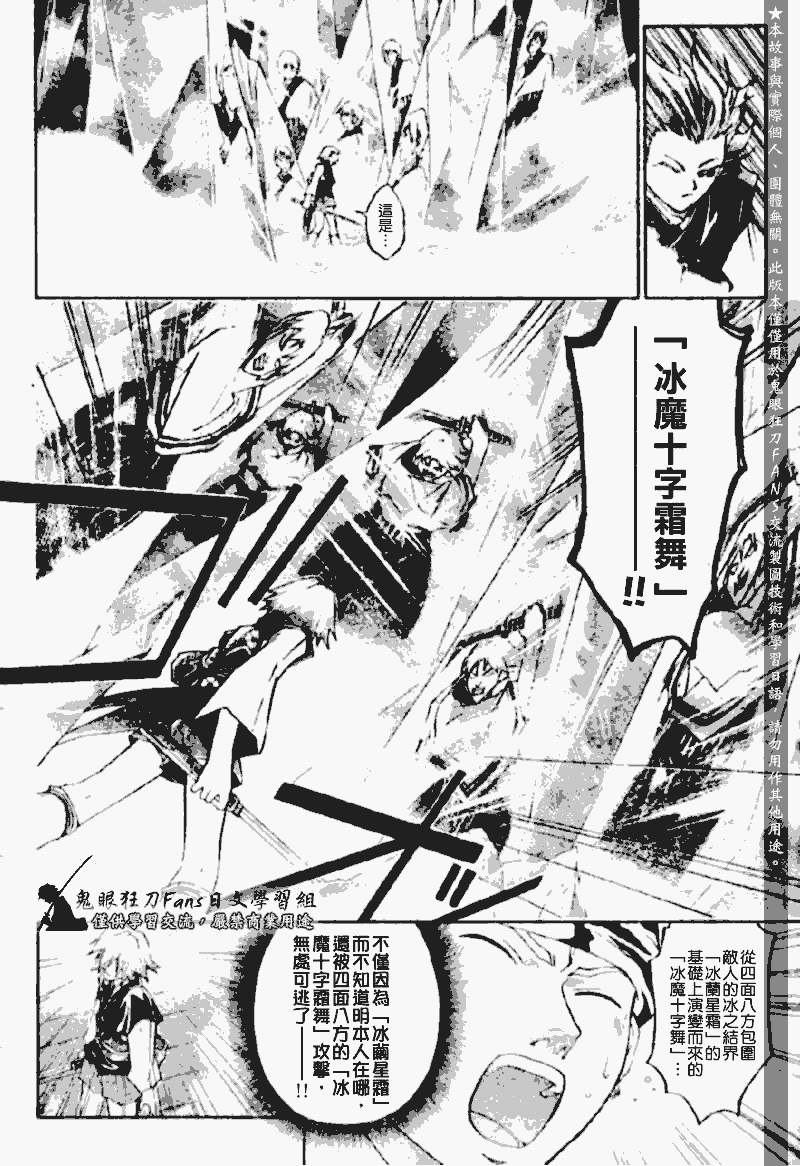 ★本故事與實際個人、團體無關。此版本僅僅用於鬼眼狂刀FANS交流製圖技術和學習日語,請勿用作其他用途。
這是…
「冰魔十字霜舞」
——!!
從四面八方包圍
敵人的冰之結界
「冰蘭星霜」的
基礎上演變而來的
「冰魔十字舞」…
不僅因為「冰繭星霜」
而不知道明本人在哪,
還被四面八方的「冰
魔十字霜舞」攻擊,
無處可逃了——!!
鬼眼狂刀Fans日文學習組
僅供學習交流,嚴禁商業用途